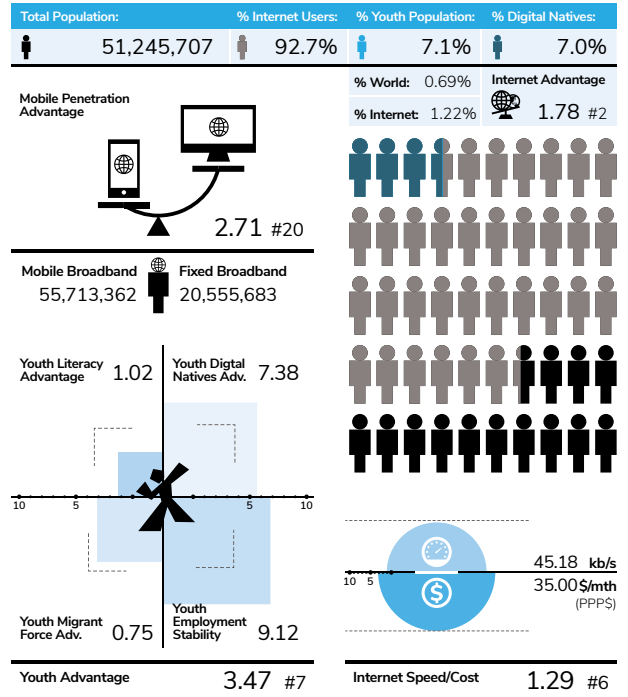 Total Population: % Internet Users: % Youth Population: % Digital Natives:
51,245,707 92.7% 7.1% 7.0%
% World: 0.69%
% Internet: 1.22%
Internet Advantage
1.78 #2
Mobile Penetration
Advantage
2.71 #20
Mobile Broadband Fixed Broadband
55,713,362 20,555,683
Youth Literacy
Advantage 1.02
Youth Digtal
Natives Adv. 7.38
10 5 5 10
Youth Migrant
Force Adv. 0.75
Youth
Employment
Stability 9.12
Youth Advantage 3.47 #7
10 5
45.18 kb/s
$
35.00 $/mth
(PPP$)
Internet Speed/Cost 1.29 #6